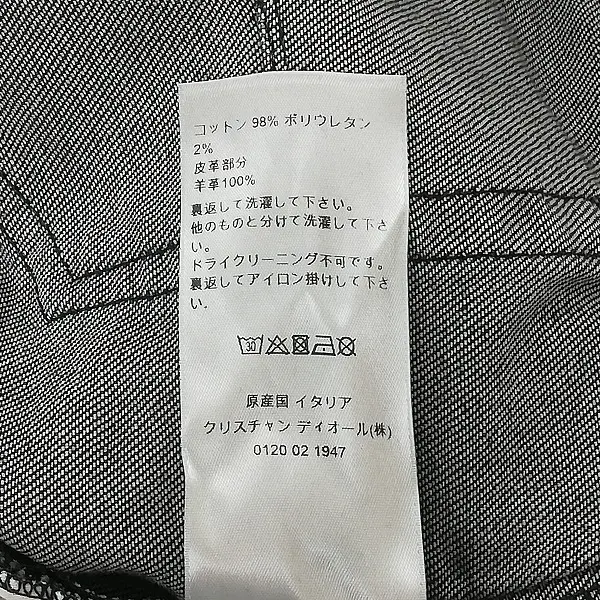 コットン 98% ポリウレタン
2%
皮革部分
羊革100%
裏返して洗濯して下さい。
他のものと分けて洗濯して下さ
い。
ドライクリーニング不可です。
裏返してアイロン掛けして下さ
い。
30
原産国 イタリア
クリスチャン ディオール(株)
0120 02 1947